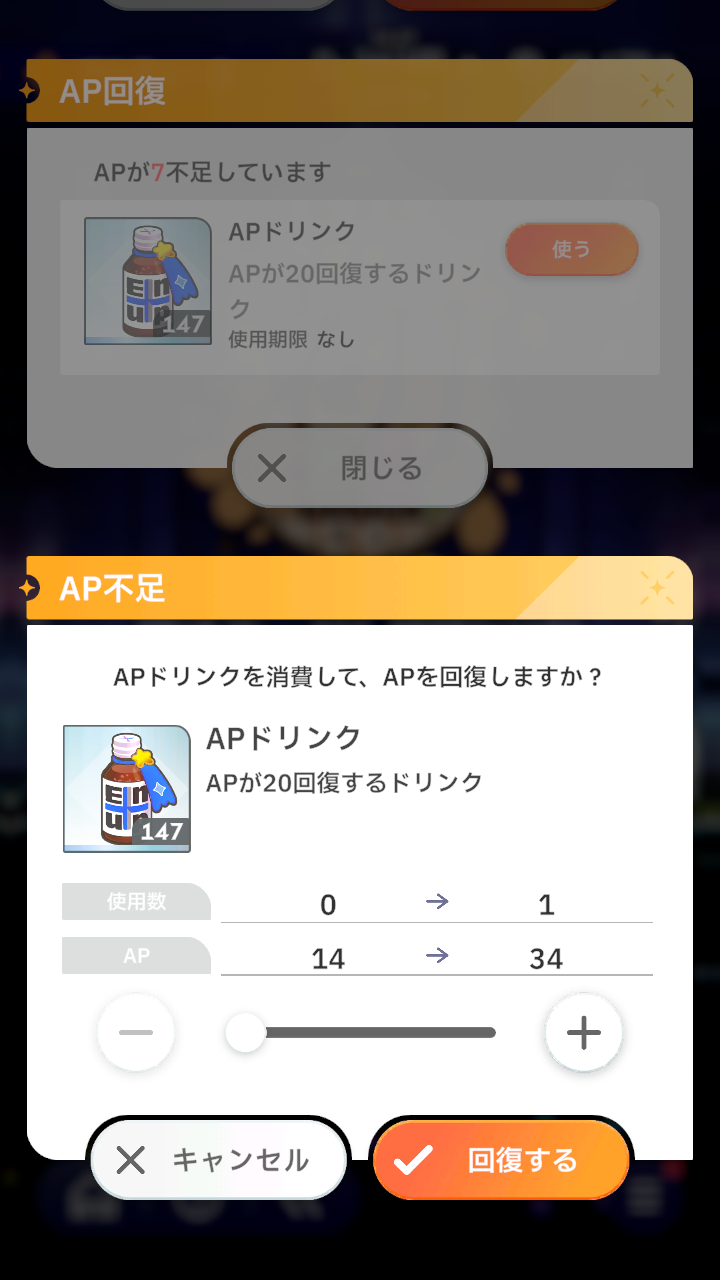 AP回復
APが7不足しています
APドリンク
APが20回復するドリン
ク
使用期限 なし
147
使う
閉じる
AP不足
APドリンクを消費して、APを回復しますか？
APドリンク
APが20回復するドリンク
147
使用数 0 → 1
AP 14 → 34
キャンセル
回復する